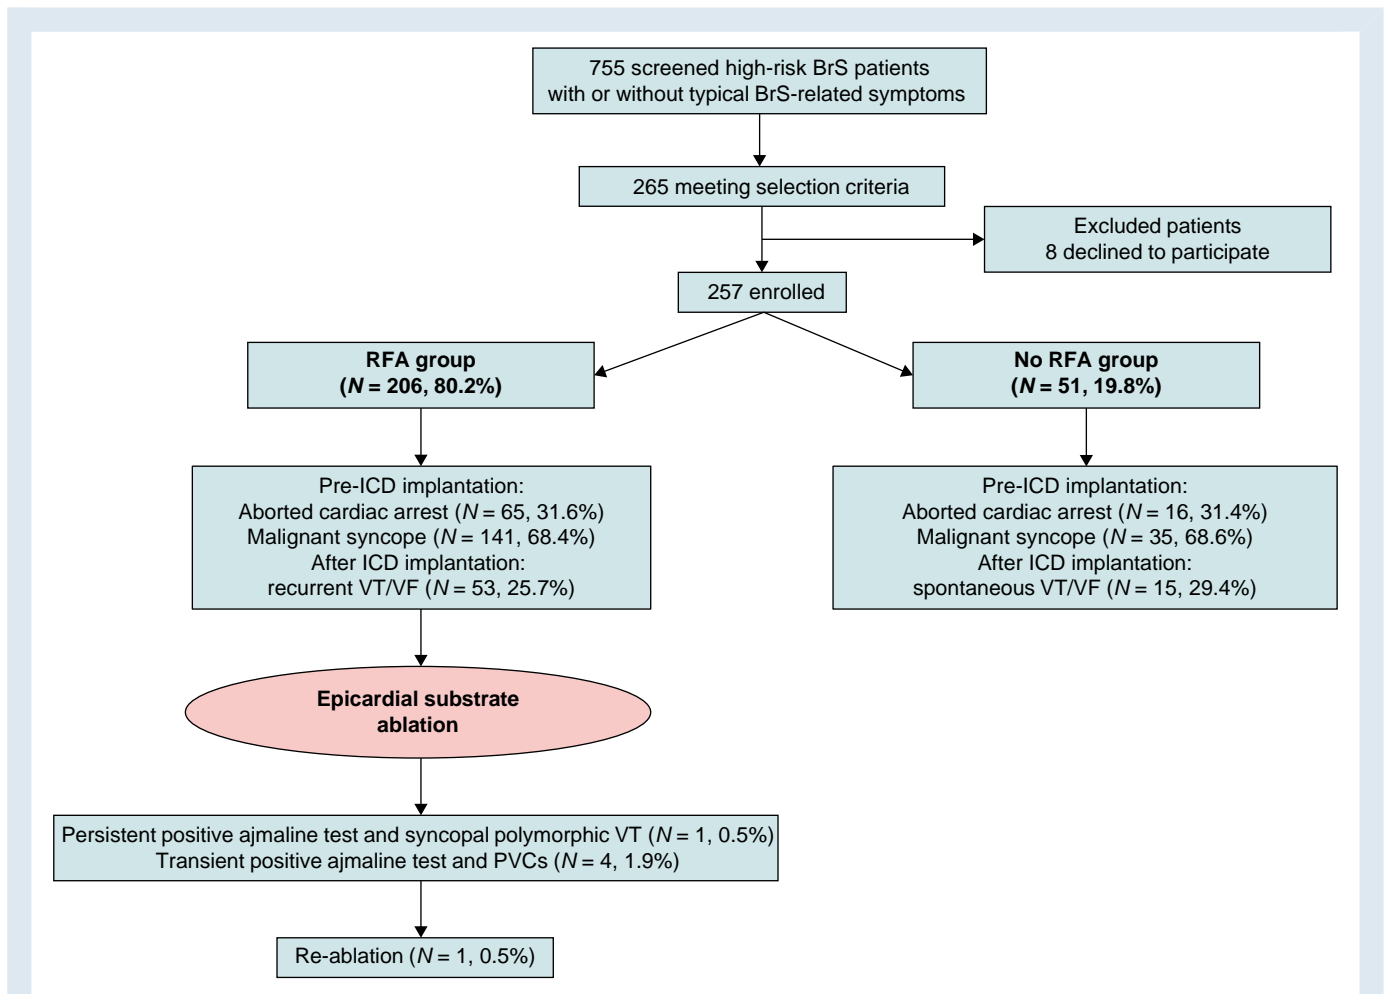 755 screened high-risk BrS patients
with or without typical BrS-related symptoms
265 meeting selection criteria
Excluded patients
8 declined to participate
257 enrolled
RFA group
(N = 206, 80.2%)
No RFA group
(N = 51, 19.8%)
Pre-ICD implantation:
Aborted cardiac arrest (N = 65, 31.6%)
Malignant syncope (N = 141, 68.4%)
After ICD implantation:
recurrent VT/VF (N = 53, 25.7%)
Pre-ICD implantation:
Aborted cardiac arrest (N = 16, 31.4%)
Malignant syncope (N = 35, 68.6%)
After ICD implantation:
spontaneous VT/VF (N = 15, 29.4%)
Epicardial substrate
ablation
Persistent positive ajmaline test and syncopal polymorphic VT (N = 1, 0.5%)
Transient positive ajmaline test and PVCs (N = 4, 1.9%)
Re-ablation (N = 1, 0.5%)